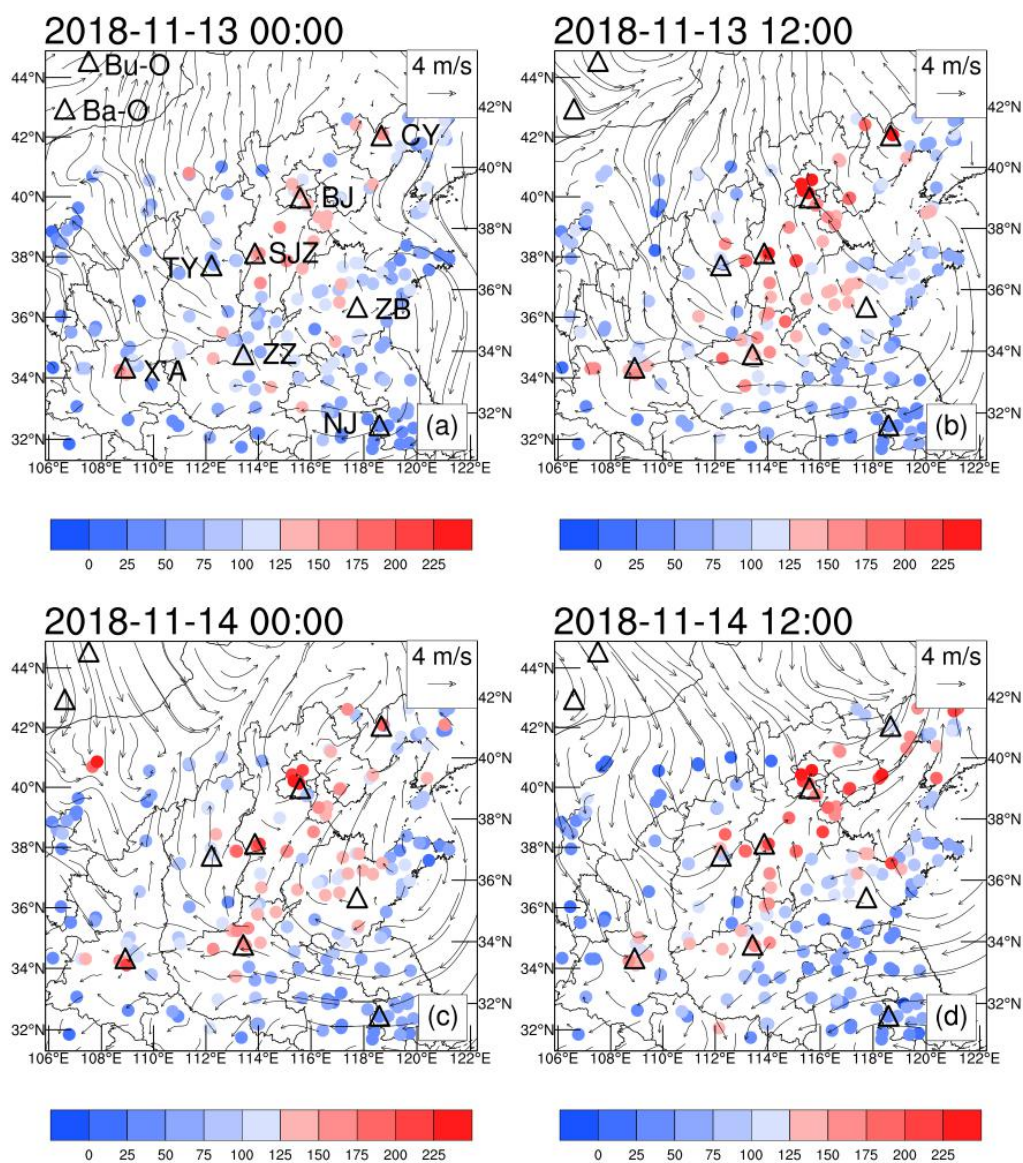 2018-11-13 00:00
44°N
42°N
40°N
38°N
36°N
34°N
32°N
Bu-O
Ba-O
4 m/s
CY
BJ
SJZ
TY
ZB
ZZ
X'A
NJ
(a)
42°N
40°N
38°N
36°N
34°N
32°N
106°E 108°E 110°E 112°E 114°E 116°E 118°E 120°E 122°E
0 25 50 75 100 125 150 175 200 225
2018-11-13 12:00
44°N
42°N
40°N
38°N
36°N
34°N
32°N
4 m/s
(b)
42°N
40°N
38°N
36°N
34°N
32°N
106°E 108°E 110°E 112°E 114°E 116°E 118°E 120°E 122°E
0 25 50 75 100 125 150 175 200 225
2018-11-14 00:00
44°N
42°N
40°N
38°N
36°N
34°N
32°N
4 m/s
(c)
42°N
40°N
38°N
36°N
34°N
32°N
106°E 108°E 110°E 112°E 114°E 116°E 118°E 120°E 122°E
0 25 50 75 100 125 150 175 200 225
2018-11-14 12:00
44°N
42°N
40°N
38°N
36°N
34°N
32°N
4 m/s
(d)
42°N
40°N
38°N
36°N
34°N
32°N
106°E 108°E 110°E 112°E 114°E 116°E 118°E 120°E 122°E
0 25 50 75 100 125 150 175 200 225